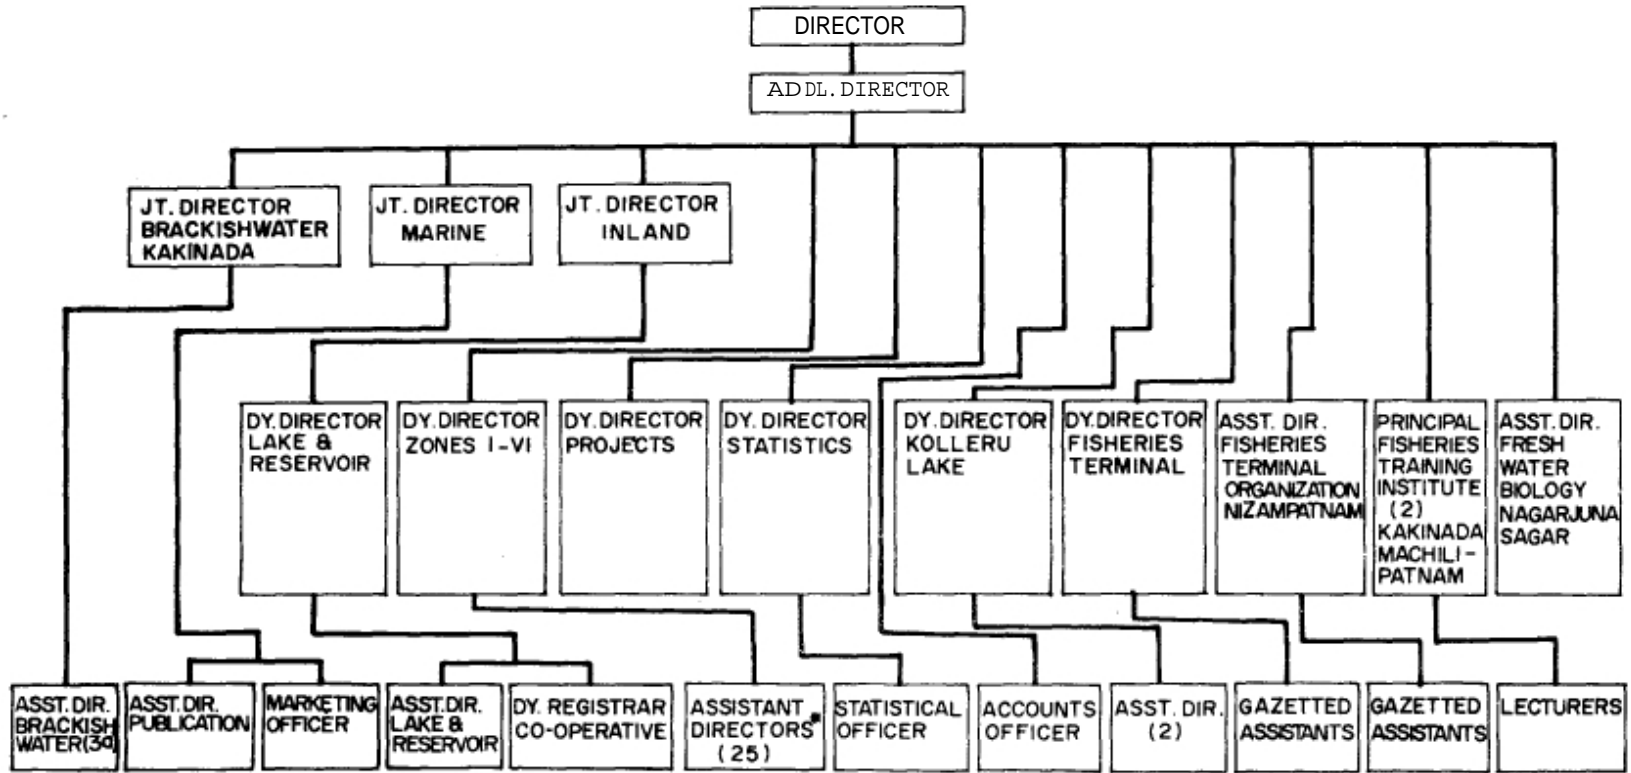 DIRECTOR
ADDL.DIRECTOR
JT. DIRECTOR
BRACKISHWATER
KAKINADA
JT. DIRECTOR
MARINE
JT. DIRECTOR
INLAND
DY. DIRECTOR
LAKE &
RESERVOIR
DY. DIRECTOR
ZONES I-VI
DY. DIRECTOR
PROJECTS
DY. DIRECTOR
STATISTICS
DY. DIRECTOR
KOLLERU
LAKE
DY. DIRECTOR
FISHERIES
TERMINAL
ASST. DIR.
FISHERIES
TERMINAL
ORGANIZATION
NIZAMPATNAM
PRINCIPAL
FISHERIES
TRAINING
INSTITUTE
(2)
KAKINADA
MACHILI-
PATNAM
ASST. DIR.
FRESH
WATER
BIOLOGY
NAGARJUNA
SAGAR
ASST. DIR.
BRACKISH
WATER
ASST. DIR.
PUBLICATION
MARKETING
OFFICER
ASST. DIR.
LAKE &
RESERVOIR
DY. REGISTRAR
CO-OPERATIVE
ASSISTANT
DIRECTORS*
(25)
STATISTICAL
OFFICER
ACCOUNTS
OFFICER
ASST. DIR.
(2)
GAZETTED
ASSISTANTS
GAZETTED
ASSISTANTS
LECTURERS